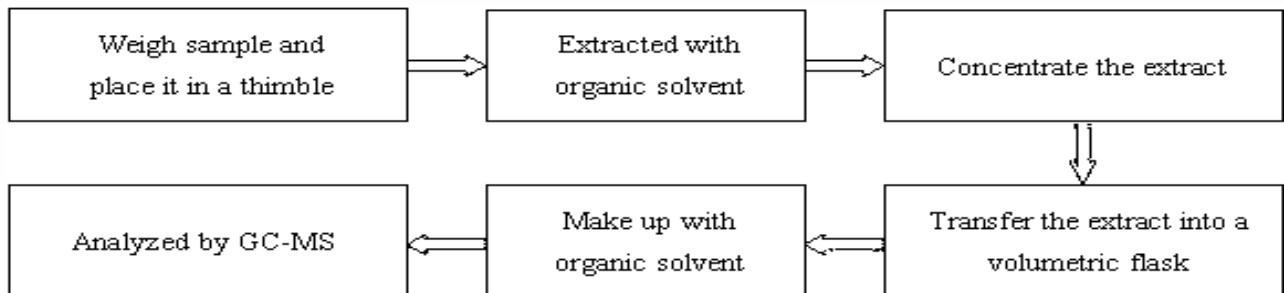 Weigh sample and
place it in a thimble
Extracted with
organic solvent
Concentrate the extract
Transfer the extract into a
volumetric flask
Make up with
organic solvent
Analyzed by GC-MS